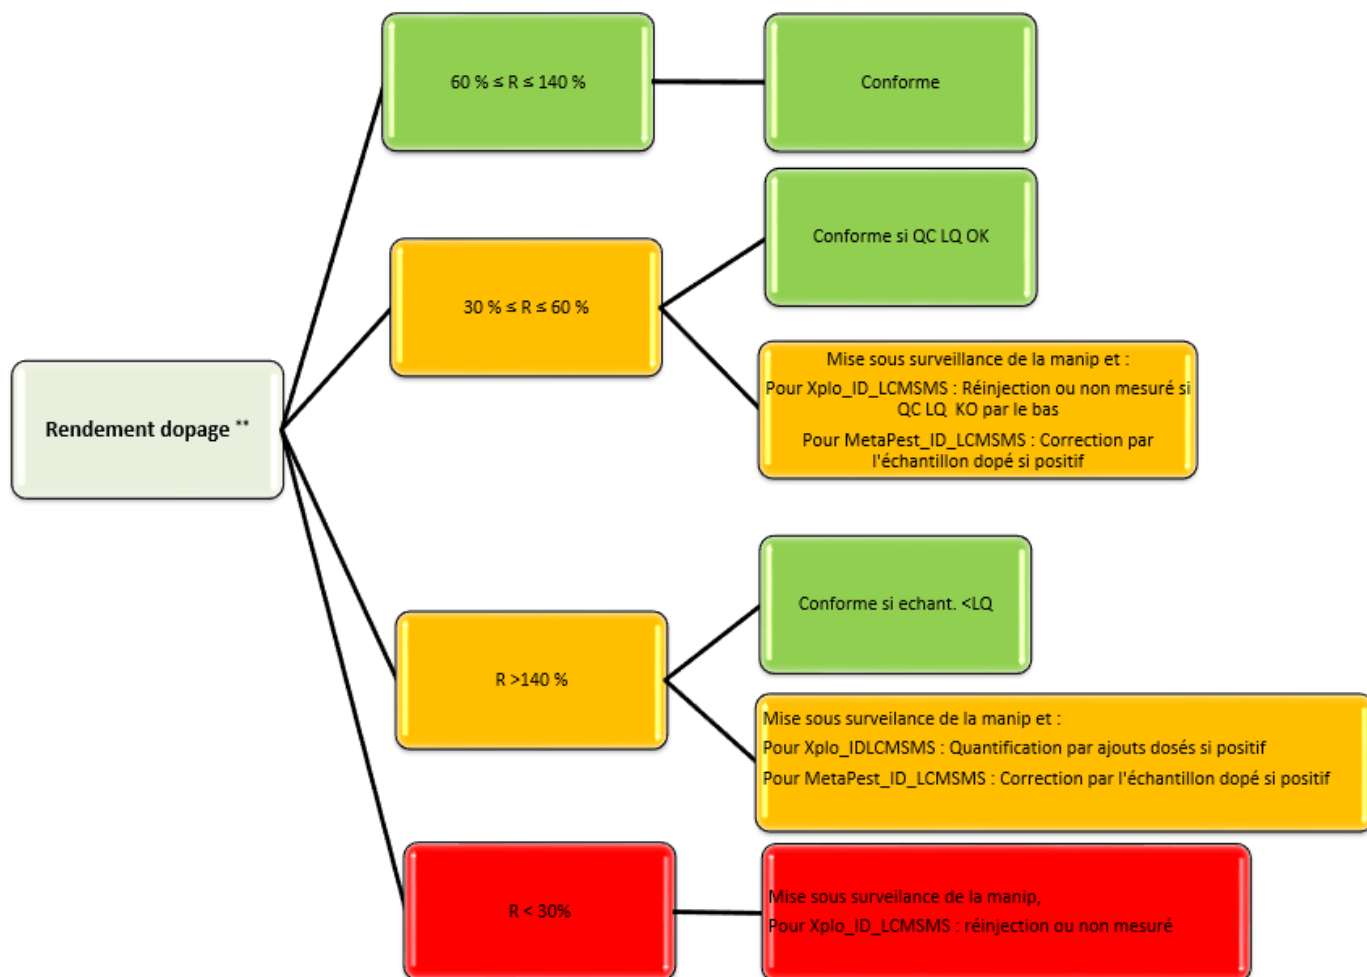 60 % ≤ R ≤ 140 %
Conforme
30 % ≤ R ≤ 60 %
Conforme si QC LQ OK
Mise sous surveillance de la manip et :
Pour Xplo_ID_LCMSMS : Réinjection ou non mesuré si
QC LQ KO par le bas
Pour MetaPest_ID_LCMSMS : Correction par
l'échantillon dopé si positif
Rendement dopage **
R >140 %
Conforme si echant. <LQ
Mise sous surveilance de la manip et :
Pour Xplo_IDLCMSMS : Quantification par ajouts dosés si positif
Pour MetaPest_ID_LCMSMS : Correction par l'échantillon dopé si positif
R < 30%
Mise sous surveilance de la manip,
Pour Xplo_ID_LCMSMS : réinjection ou non mesuré